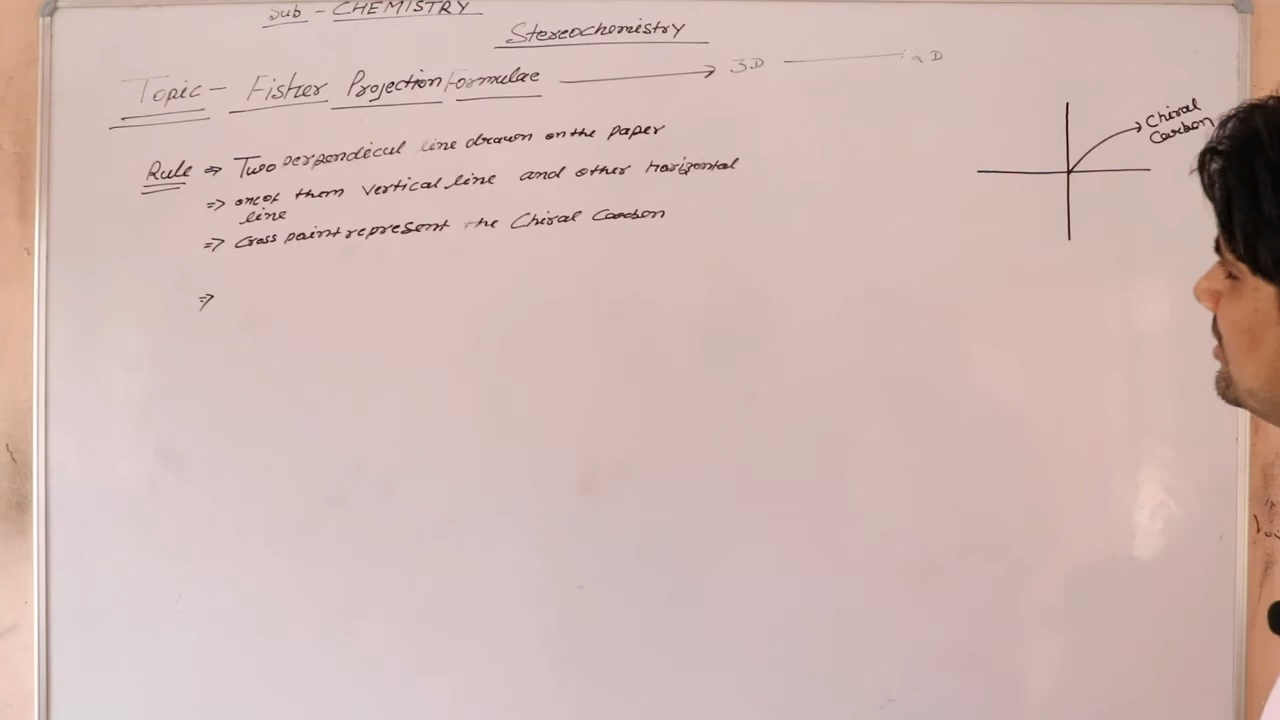 Sub - CHEMISTRY
Stereochemistry
Topic - Fisher Projection Formulae → 3D — 2D
Chiral
Carbon
Rule ⇒ Two perpendicul line drawn on the paper
⇒ one of them vertical line and other horizontal
line
⇒ Cross point represent the Chiral Carbon
⇒